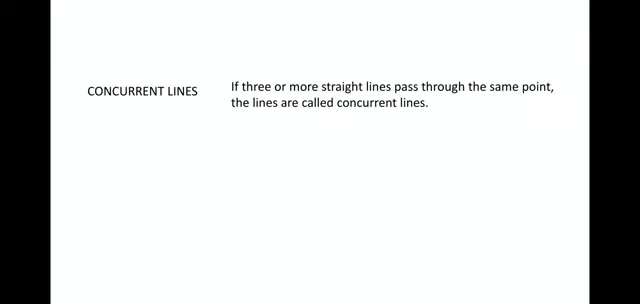 CONCURRENT LINES
If three or more straight lines pass through the same point,
the lines are called concurrent lines.